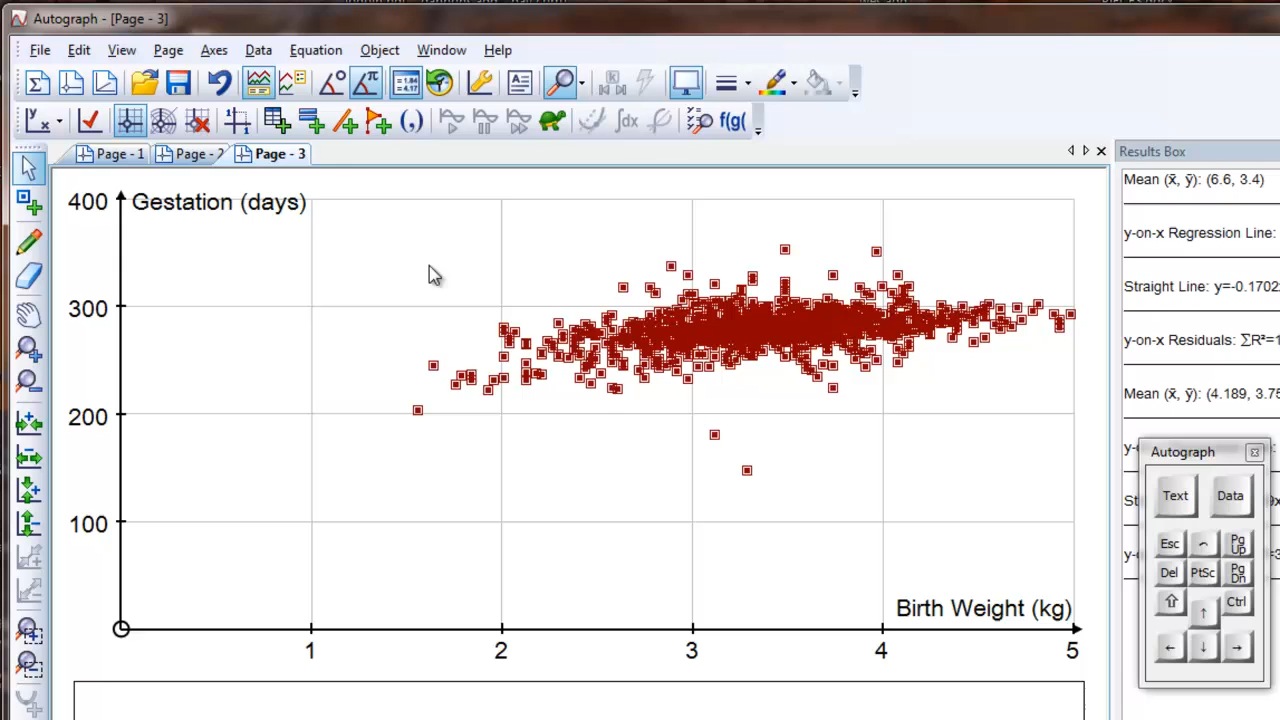 Autograph - [Page - 3]
File Edit View Page Axes Data Equation Object Window Help
Page - 1 Page - 2 Page - 3
Results Box
Mean (x̄, ȳ): (6.6, 3.4)
y-on-x Regression Line:
Straight Line: y=-0.1702
y-on-x Residuals: ΣR²=1
Mean (x̄, ȳ): (4.189, 3.75
Autograph
Text Data
Esc Pg Up
Del PtSc Pg Dn
Ctrl
400 Gestation (days)
300
200
100
Birth Weight (kg)
1 2 3 4 5